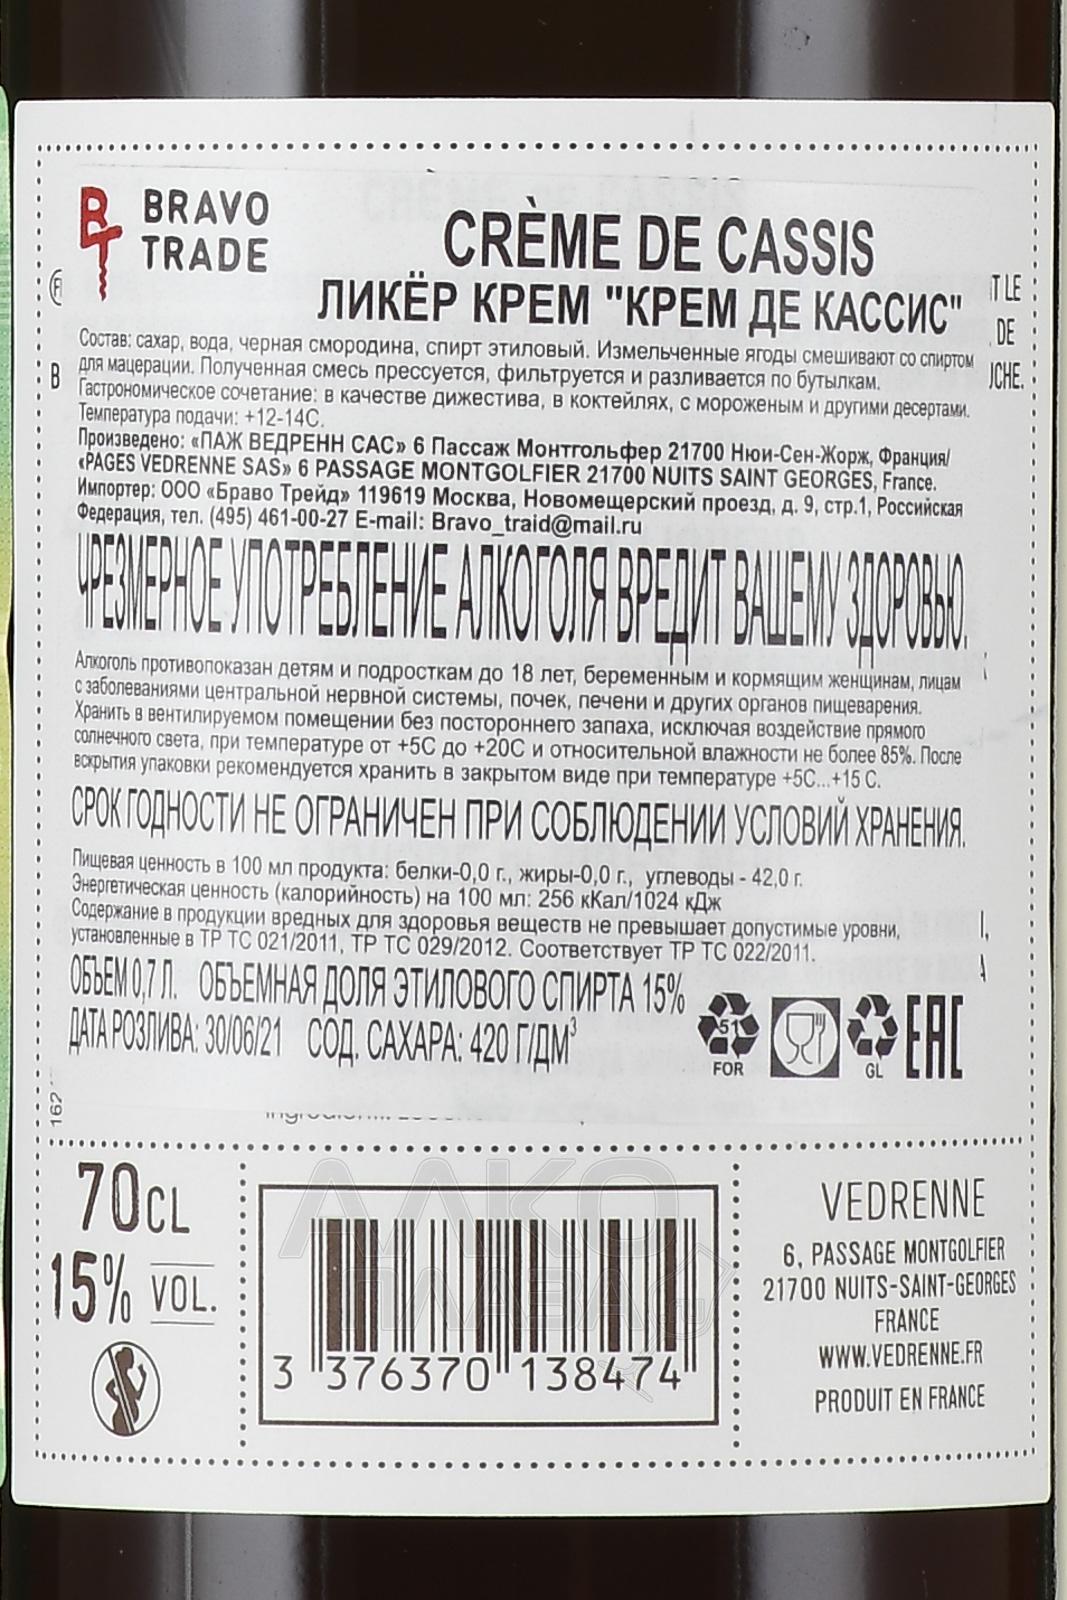 BRAVO
TRADE
CRÈME DE CASSIS
ЛИКЁР КРЕМ "КРЕМ ДЕ КАССИС"
Состав: сахар, вода, черная смородина, спирт этиловый. Измельченные ягоды смешивают со спиртом
для мацерации. Полученная смесь прессуется, фильтруется и разливается по бутылкам.
Гастрономическое сочетание: в качестве дижестива, в коктейлях, с мороженым и другими десертами.
Температура подачи: +12-14С.
Произведено: «ПАЖ ВЕДРЕНН САС» 6 Пассаж Монтгольфер 21700 Нюи-Сен-Жорж, Франция/
«PAGES VEDRENNE SAS» 6 PASSAGE MONTGOLFIER 21700 NUITS SAINT GEORGES, France.
Импортер: ООО «Браво Трейд» 119619 Москва, Новомещерский проезд, д. 9, стр.1, Российская
Федерация, тел. (495) 461-00-27 E-mail: Bravo_traid@mail.ru
ЧРЕЗМЕРНОЕ УПОТРЕБЛЕНИЕ АЛКОГОЛЯ ВРЕДИТ ВАШЕМУ ЗДОРОВЬЮ.
Алкоголь противопоказан детям и подросткам до 18 лет, беременным и кормящим женщинам, лицам
с заболеваниями центральной нервной системы, почек, печени и других органов пищеварения.
Хранить в вентилируемом помещении без постороннего запаха, исключая воздействие прямого
солнечного света, при температуре от +5С до +20С и относительной влажности не более 85%. После
вскрытия упаковки рекомендуется хранить в закрытом виде при температуре +5С...+15 С.
СРОК ГОДНОСТИ НЕ ОГРАНИЧЕН ПРИ СОБЛЮДЕНИИ УСЛОВИЙ ХРАНЕНИЯ.
Пищевая ценность в 100 мл продукта: белки-0,0 г., жиры-0,0 г., углеводы - 42,0 г.
Энергетическая ценность (калорийность) на 100 мл: 256 кКал/1024 кДж
Содержание в продукции вредных для здоровья веществ не превышает допустимые уровни,
установленные в ТР ТС 021/2011, ТР ТС 029/2012. Соответствует ТР ТС 022/2011.
ОБЪЕМ 0,7 Л. ОБЪЕМНАЯ ДОЛЯ ЭТИЛОВОГО СПИРТА 15%
ДАТА РОЗЛИВА: 30/06/21 СОД. САХАРА: 420 Г/ДМ³
51
FOR
GL
EAC
T LE
DE
UCHE.
B
162
70CL
15% VOL.
3 376370 138474
VEDRENNE
6, PASSAGE MONTGOLFIER
21700 NUITS-SAINT-GEORGES
FRANCE
WWW.VEDRENNE.FR
PRODUIT EN FRANCE
АЛКО
ПЛАВА
.ru